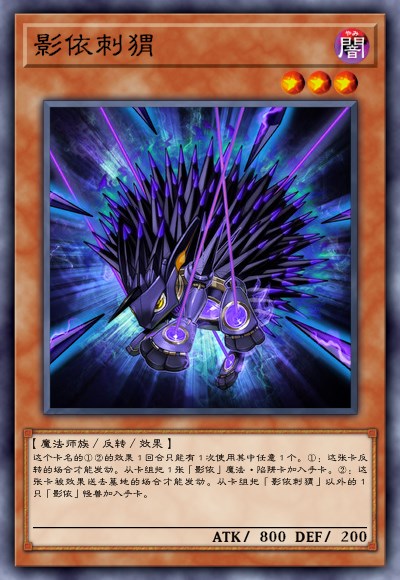 影依刺猬
やみ
闇
【魔法师族/反转/效果】
这个卡名的①②的效果1回合只能有1次使用其中任意1个。①：这张卡反
转的场合才能发动。从卡组把1张「影依」魔法·陷阱卡加入手卡。②：这
张卡被效果送去墓地的场合才能发动。从卡组把「影依刺猬」以外的1
只「影依」怪兽加入手卡。
ATK/ 800 DEF/ 200